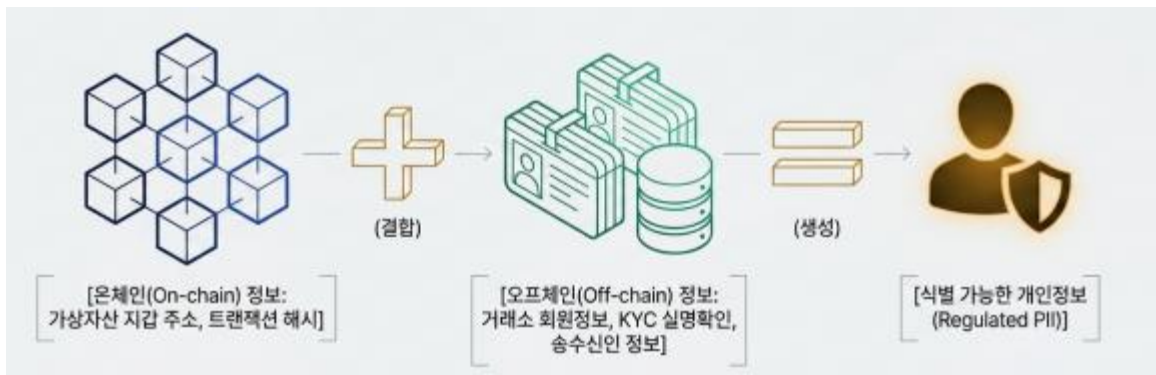 (결합)
(생성)
[온체인(On-chain) 정보:
가상자산 지갑 주소, 트랜잭션 해시]
[오프체인(Off-chain) 정보:
거래소 회원정보, KYC 실명확인,
송수신인 정보]
[식별 가능한 개인정보
(Regulated PII)]